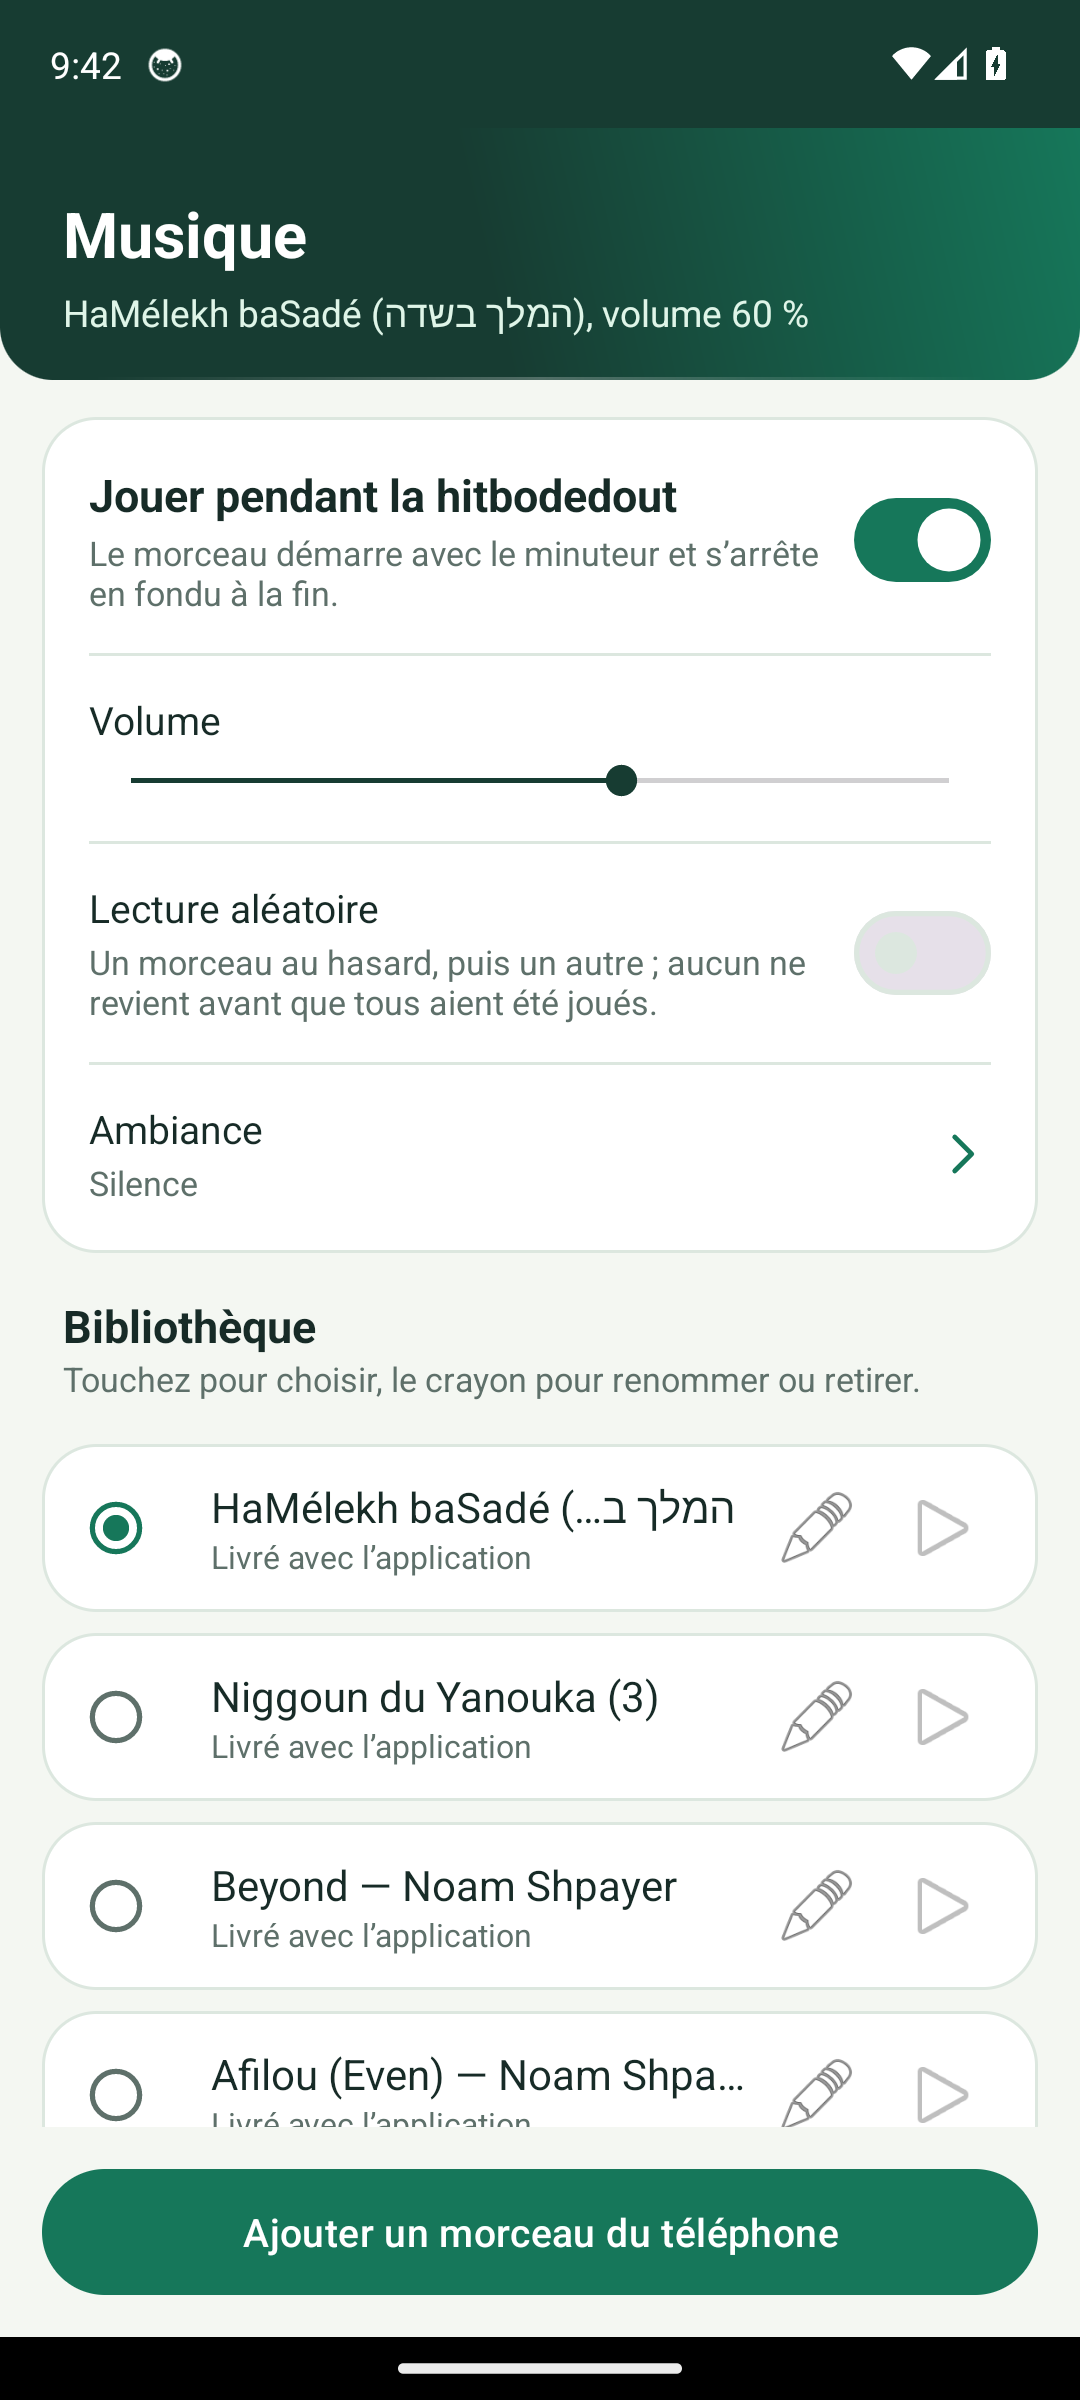 9:42
Musique
HaMélekh baSadé (המלך בשדה), volume 60 %
Jouer pendant la hitbodedout
Le morceau démarre avec le minuteur et s’arrête
en fondu à la fin.
Volume
Lecture aléatoire
Un morceau au hasard, puis un autre ; aucun ne
revient avant que tous aient été joués.
Ambiance
Silence
Bibliothèque
Touchez pour choisir, le crayon pour renommer ou retirer.
HaMélekh baSadé (המלך ב…
Livré avec l’application
Niggoun du Yanouka (3)
Livré avec l’application
Beyond — Noam Shpayer
Livré avec l’application
Afilou (Even) — Noam Shpa…
Livré avec l’application
Ajouter un morceau du téléphone